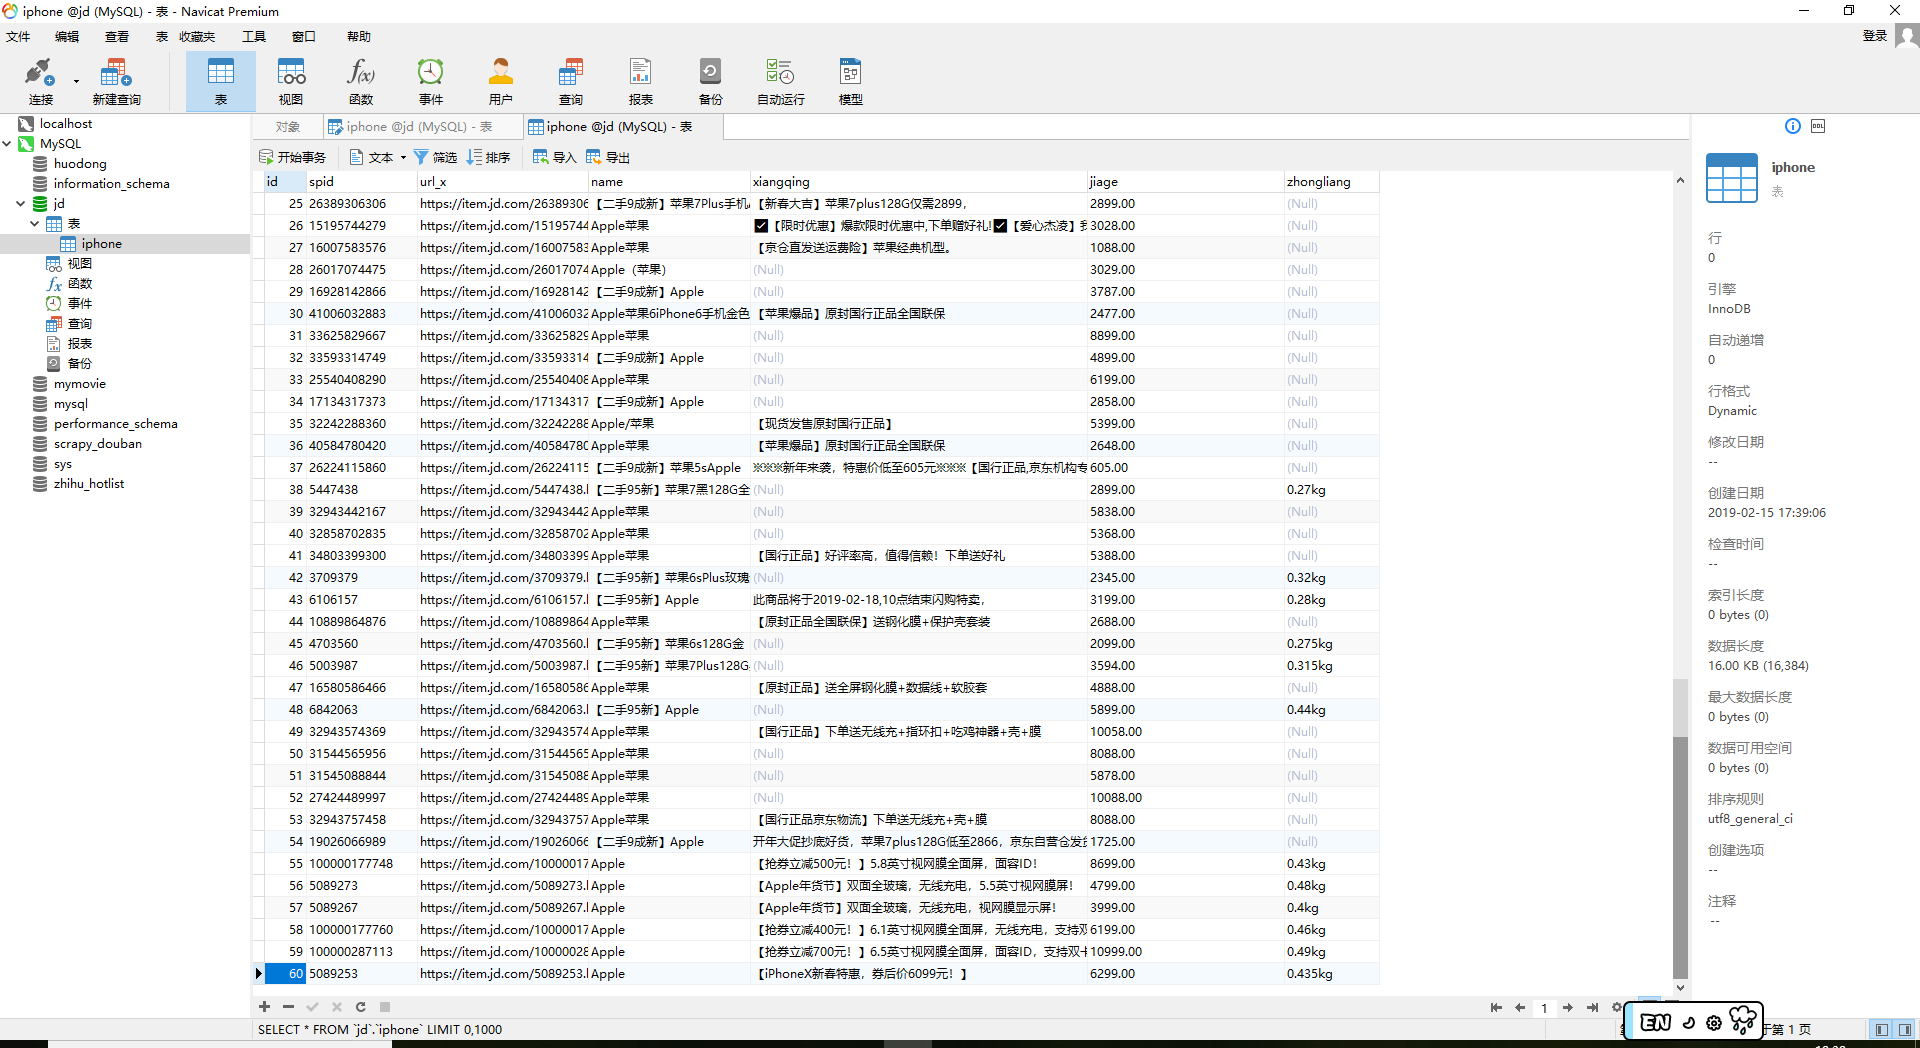 iphone @jd (MySQL) - 表 - Navicat Premium
文件 编辑 查看 表 收藏夹 工具 窗口 帮助 登录
连接 新建查询 表 视图 函数 事件 用户 查询 报表 备份 自动运行 模型
localhost
MySQL
huodong
information_schema
jd
表
iphone
视图
函数
事件
查询
报表
备份
mymovie
mysql
performance_schema
scrapy_douban
sys
zhihu_hotlist
对象 iphone @jd (MySQL) - 表 iphone @jd (MySQL) - 表
开始事务 文本 筛选 排序 导入 导出
id spid url_x name xiangqing jiage zhongliang
25 26389306306 https://item.jd.com/26389306 【二手9成新】苹果7Plus手机 【新春大吉】苹果7plus128G仅需2899， 2899.00 (Null)
26 15195744279 https://item.jd.com/15195744 Apple苹果 ✅【限时优惠】爆款限时优惠中,下单赠好礼!✅【爱心杰凌】 3028.00 (Null)
27 16007583576 https://item.jd.com/16007583 Apple苹果 【京仓直发送运费险】苹果经典机型。 1088.00 (Null)
28 26017074475 https://item.jd.com/26017074 Apple（苹果） (Null) 3029.00 (Null)
29 16928142866 https://item.jd.com/16928142 【二手9成新】Apple (Null) 3787.00 (Null)
30 41006032883 https://item.jd.com/41006032 Apple苹果6iPhone6手机金色 【苹果爆品】原封国行正品全国联保 2477.00 (Null)
31 33625829667 https://item.jd.com/33625829 Apple苹果 (Null) 8899.00 (Null)
32 33593314749 https://item.jd.com/33593314 【二手9成新】Apple (Null) 4899.00 (Null)
33 25540408290 https://item.jd.com/25540408 Apple苹果 (Null) 6199.00 (Null)
34 17134317373 https://item.jd.com/17134317 【二手9成新】Apple (Null) 2858.00 (Null)
35 32242288360 https://item.jd.com/32242288 Apple/苹果 【现货发售原封国行正品】 5399.00 (Null)
36 40584780420 https://item.jd.com/40584780 Apple苹果 【苹果爆品】原封国行正品全国联保 2648.00 (Null)
37 26224115860 https://item.jd.com/26224115 【二手9成新】苹果5sApple ※※※新年来袭，特惠价低至605元※※※【国行正品,京东机构专 605.00 (Null)
38 5447438 https://item.jd.com/5447438. 【二手95新】苹果7黑128G全 (Null) 2899.00 0.27kg
39 32943442167 https://item.jd.com/32943442 Apple苹果 (Null) 5838.00 (Null)
40 32858702835 https://item.jd.com/32858702 Apple苹果 (Null) 5368.00 (Null)
41 34803399300 https://item.jd.com/34803399 Apple苹果 【国行正品】好评率高，值得信赖！下单送好礼 5388.00 (Null)
42 3709379 https://item.jd.com/3709379. 【二手95新】苹果6sPlus玫瑰 (Null) 2345.00 0.32kg
43 6106157 https://item.jd.com/6106157. 【二手95新】Apple 此商品将于2019-02-18,10点结束闪购特卖， 3199.00 0.28kg
44 10889864876 https://item.jd.com/10889864 Apple苹果 【原封正品全国联保】送钢化膜+保护壳套装 2688.00 (Null)
45 4703560 https://item.jd.com/4703560. 【二手95新】苹果6s128G金 (Null) 2099.00 0.275kg
46 5003987 https://item.jd.com/5003987. 【二手95新】苹果7Plus128G (Null) 3594.00 0.315kg
47 16580586466 https://item.jd.com/16580586 Apple苹果 【原封正品】送全屏钢化膜+数据线+软胶套 4888.00 (Null)
48 6842063 https://item.jd.com/6842063. 【二手95新】Apple (Null) 5899.00 0.44kg
49 32943574369 https://item.jd.com/32943574 Apple苹果 【国行正品】下单送无线充+指环扣+吃鸡神器+壳+膜 10058.00 (Null)
50 31544565956 https://item.jd.com/31544565 Apple苹果 (Null) 8088.00 (Null)
51 31545088844 https://item.jd.com/31545088 Apple苹果 (Null) 5878.00 (Null)
52 27424489997 https://item.jd.com/27424489 Apple苹果 (Null) 10088.00 (Null)
53 32943757458 https://item.jd.com/32943757 Apple苹果 【国行正品京东物流】下单送无线充+壳+膜 8088.00 (Null)
54 19026066989 https://item.jd.com/19026066 【二手9成新】Apple 开年大促抄底好货，苹果7plus128G低至2866，京东自营仓发货 1725.00 (Null)
55 100000177748 https://item.jd.com/10000017 Apple 【抢券立减500元！】5.8英寸视网膜全面屏，面容ID！ 8699.00 0.43kg
56 5089273 https://item.jd.com/5089273. Apple 【Apple年货节】双面全玻璃，无线充电，5.5英寸视网膜屏！ 4799.00 0.48kg
57 5089267 https://item.jd.com/5089267. Apple 【Apple年货节】双面全玻璃，无线充电，视网膜显示屏！ 3999.00 0.4kg
58 100000177760 https://item.jd.com/10000017 Apple 【抢券立减400元！】6.1英寸视网膜全面屏，无线充电，支持双 6199.00 0.46kg
59 100000287113 https://item.jd.com/10000028 Apple 【抢券立减700元！】6.5英寸视网膜全面屏，面容ID，支持双卡 10999.00 0.49kg
60 5089253 https://item.jd.com/5089253. Apple 【iPhoneX新春特惠，券后价6099元！】 6299.00 0.435kg
1
SELECT * FROM `jd`.`iphone` LIMIT 0,1000
EN
于第 1 页
DDL
iphone
表
行
0
引擎
InnoDB
自动递增
0
行格式
Dynamic
修改日期
--
创建日期
2019-02-15 17:39:06
检查时间
--
索引长度
0 bytes (0)
数据长度
16.00 KB (16,384)
最大数据长度
0 bytes (0)
数据可用空间
0 bytes (0)
排序规则
utf8_general_ci
创建选项
--
注释
--